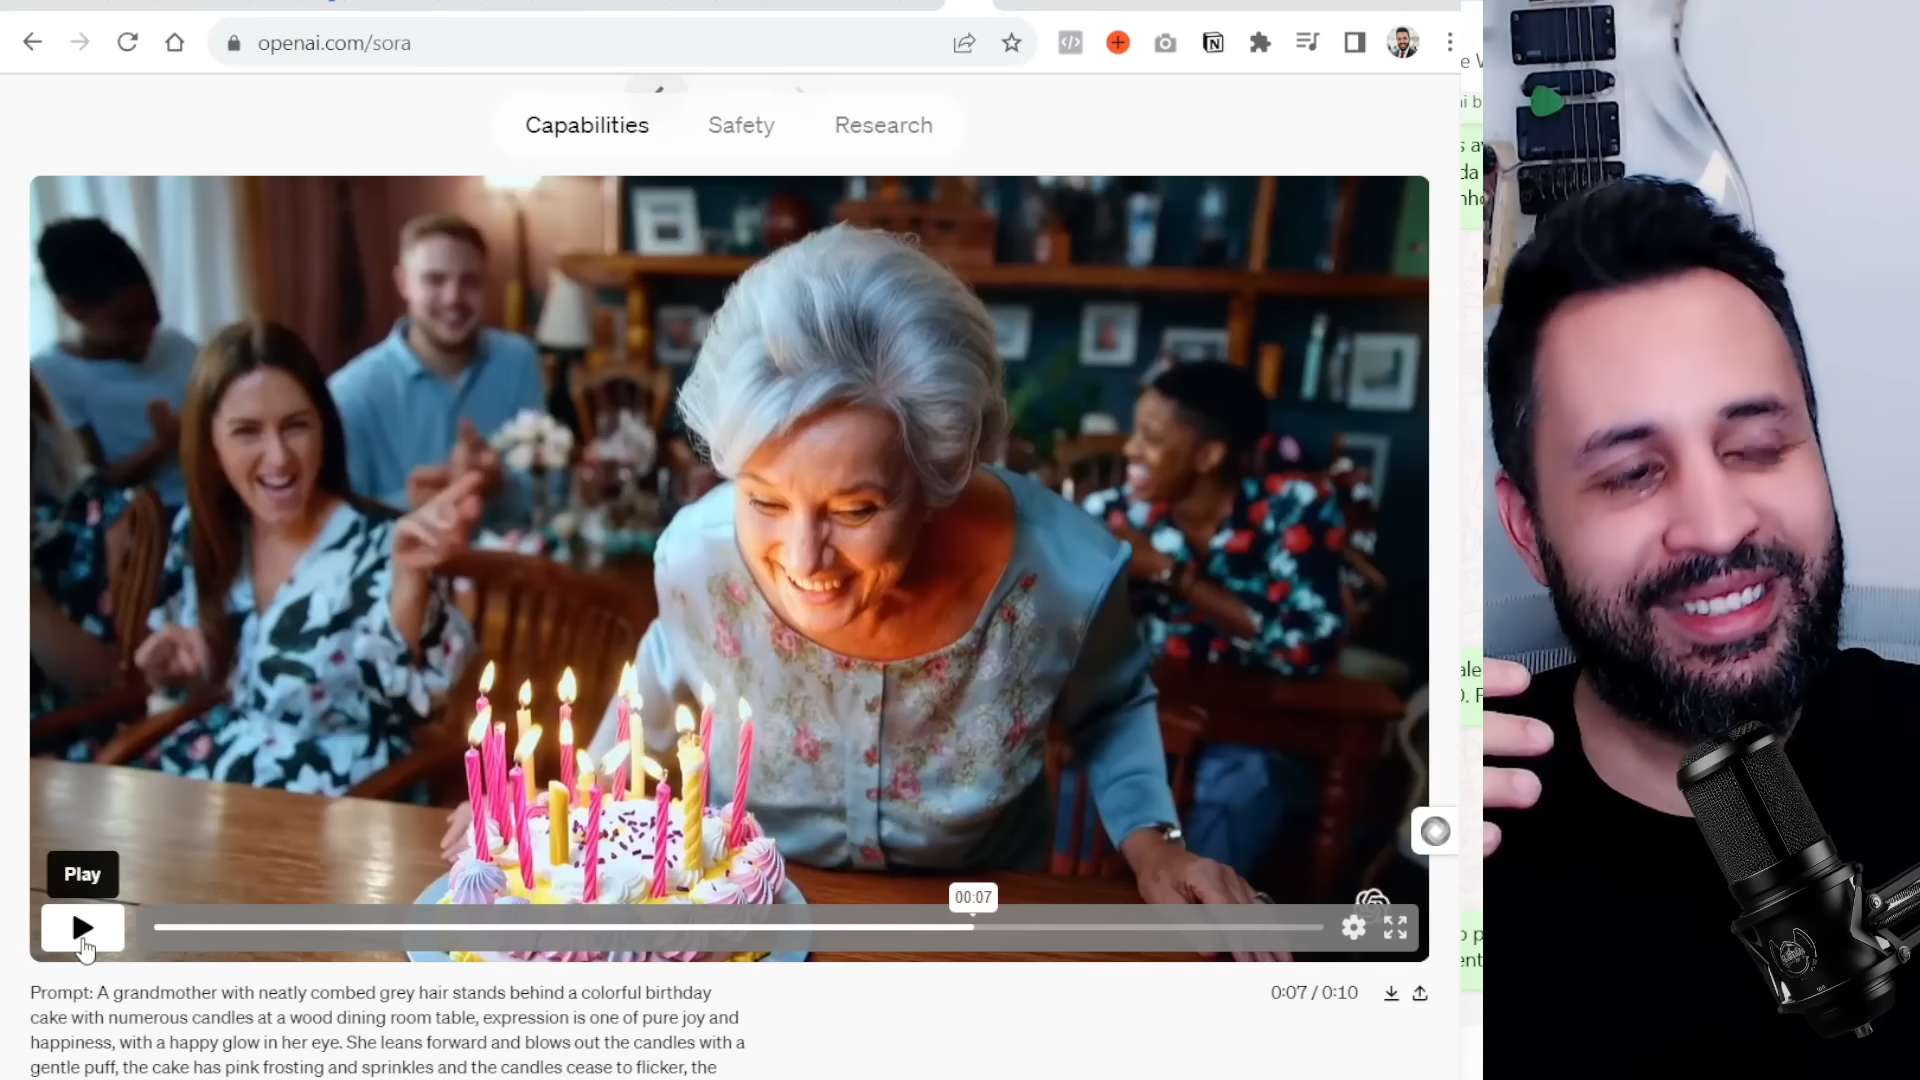 openai.com/sora
Capabilities
Safety
Research
Play
00:07
Prompt: A grandmother with neatly combed grey hair stands behind a colorful birthday
cake with numerous candles at a wood dining room table, expression is one of pure joy and
happiness, with a happy glow in her eye. She leans forward and blows out the candles with a
gentle puff, the cake has pink frosting and sprinkles and the candles cease to flicker, the
0:07 / 0:10